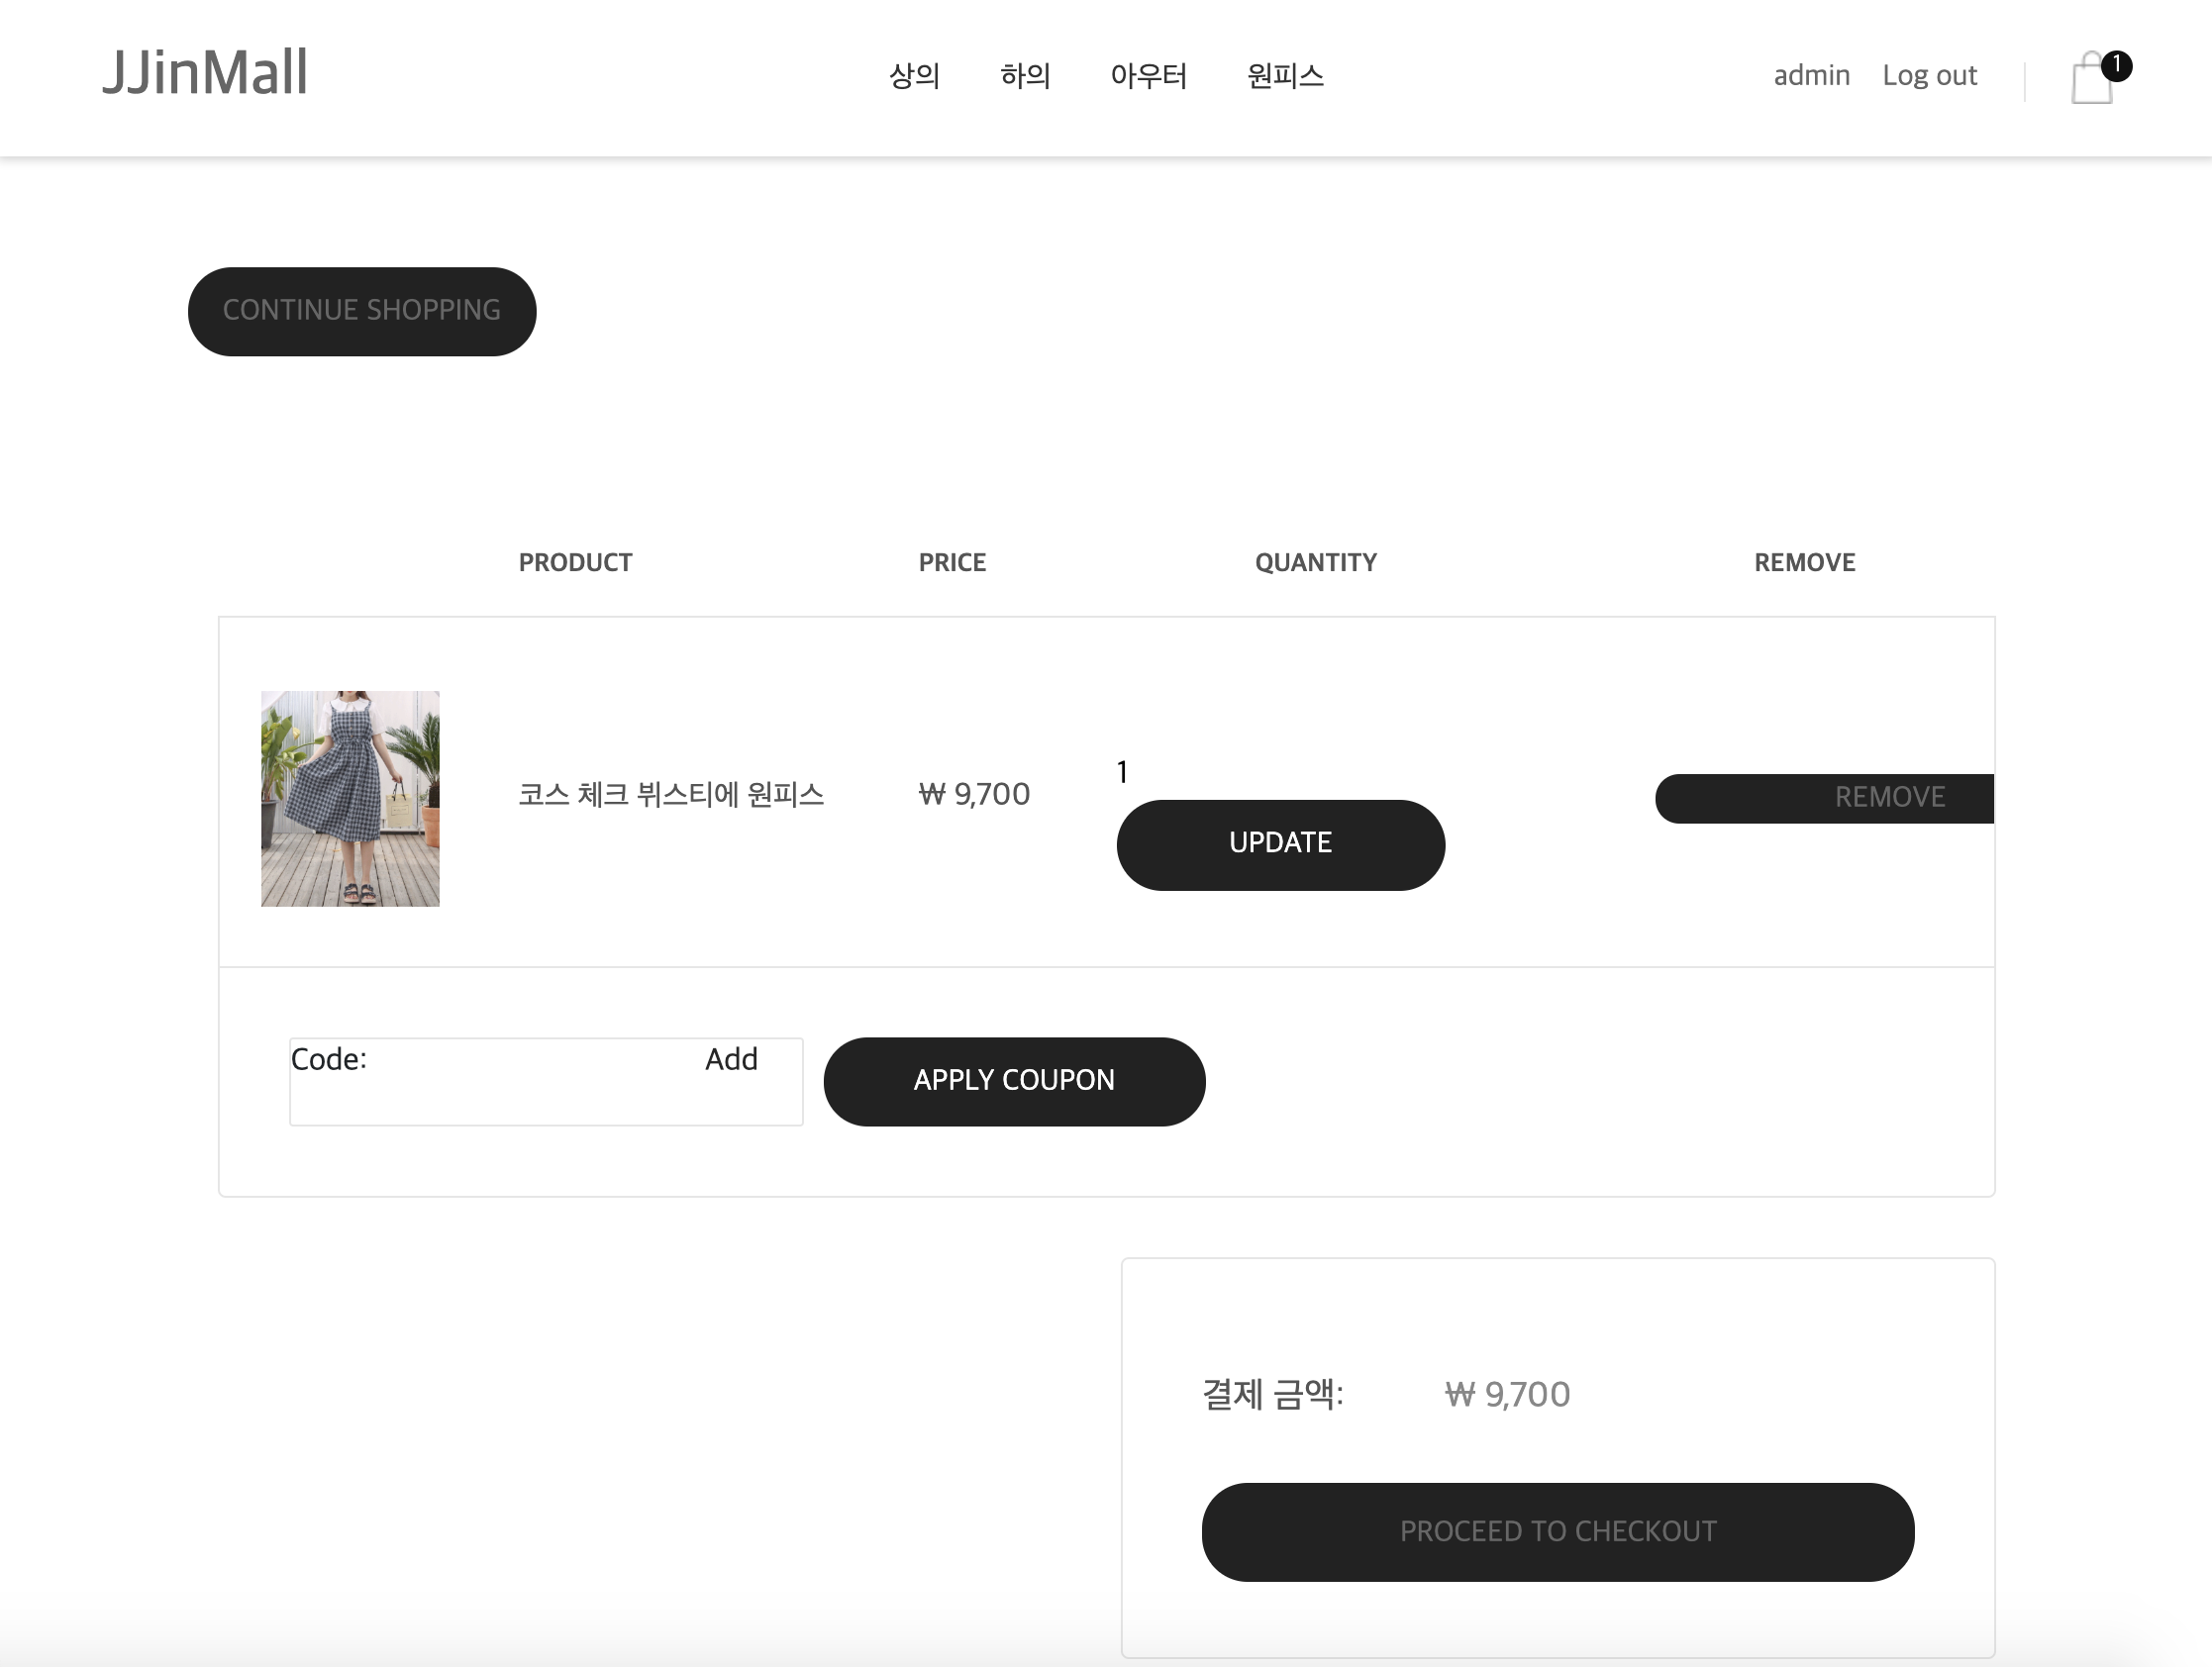 JJinMall
상의 하의 아우터 원피스
admin Log out 1
CONTINUE SHOPPING
PRODUCT PRICE QUANTITY REMOVE
1
코스 체크 뷔스티에 원피스 ₩ 9,700 REMOVE
UPDATE
Code: Add APPLY COUPON
결제 금액: ₩ 9,700
PROCEED TO CHECKOUT